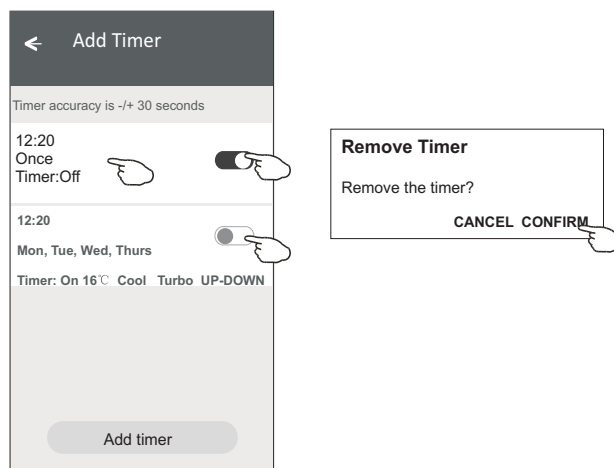 Add Timer
Timer accuracy is -/+ 30 seconds
12:20
Once
Timer:Off
12:20
Mon, Tue, Wed, Thurs
Timer: On 16℃ Cool Turbo UP-DOWN
Add timer
Remove Timer
Remove the timer?
CANCEL CONFIRM